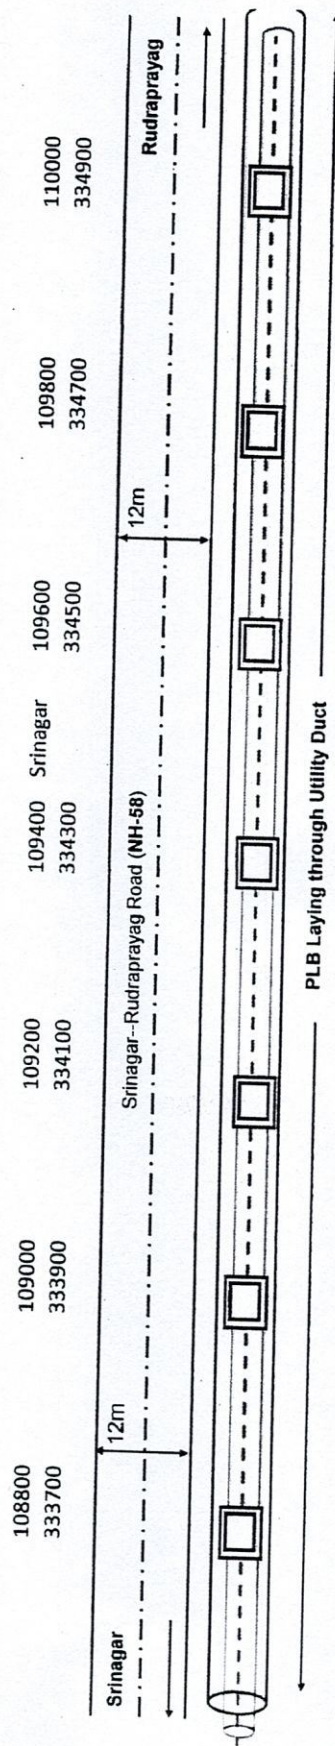 108800 109000 109200 109400 Srinagar 109600 109800 110000
333700 333900 334100 334300 334500 334700 334900
Srinagar
12m
Srinagar--Rudraprayag Road (NH-58)
12m
Rudraprayag
PLB Laying through Utility Duct